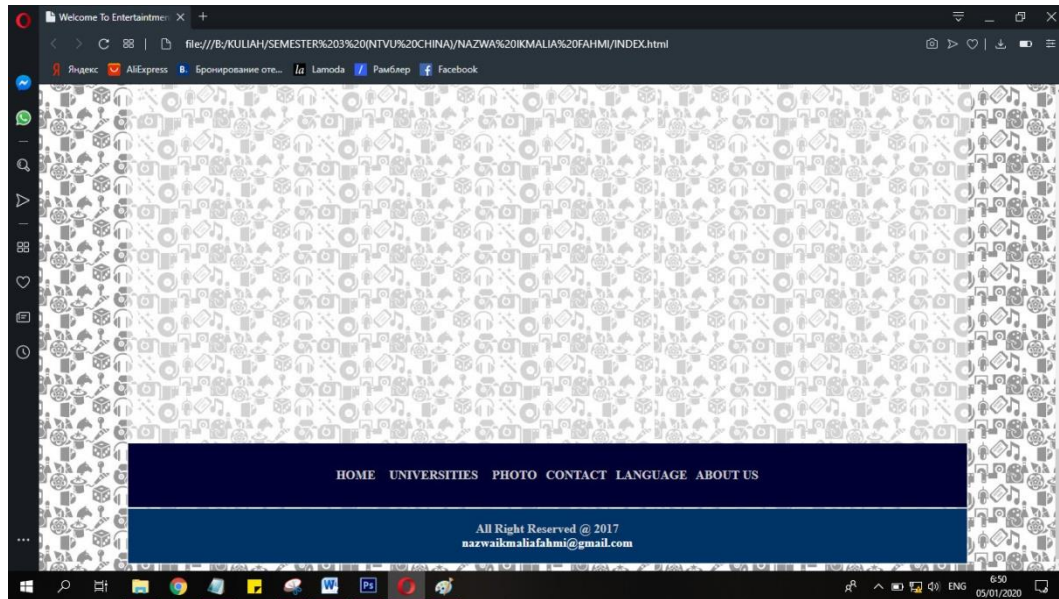 Welcome To Entertaintmen
file:///B:/KULIAH/SEMESTER%203%20(NTVU%20CHINA)/NAZWA%20IKMALIA%20FAHMI/INDEX.html
Яндекс AliExpress B. Бронирование оте... la Lamoda Рамблер Facebook
HOME UNIVERSITIES PHOTO CONTACT LANGUAGE ABOUT US
All Right Reserved @ 2017
nazwaikmaliafahmi@gmail.com
ENG
6:50
05/01/2020